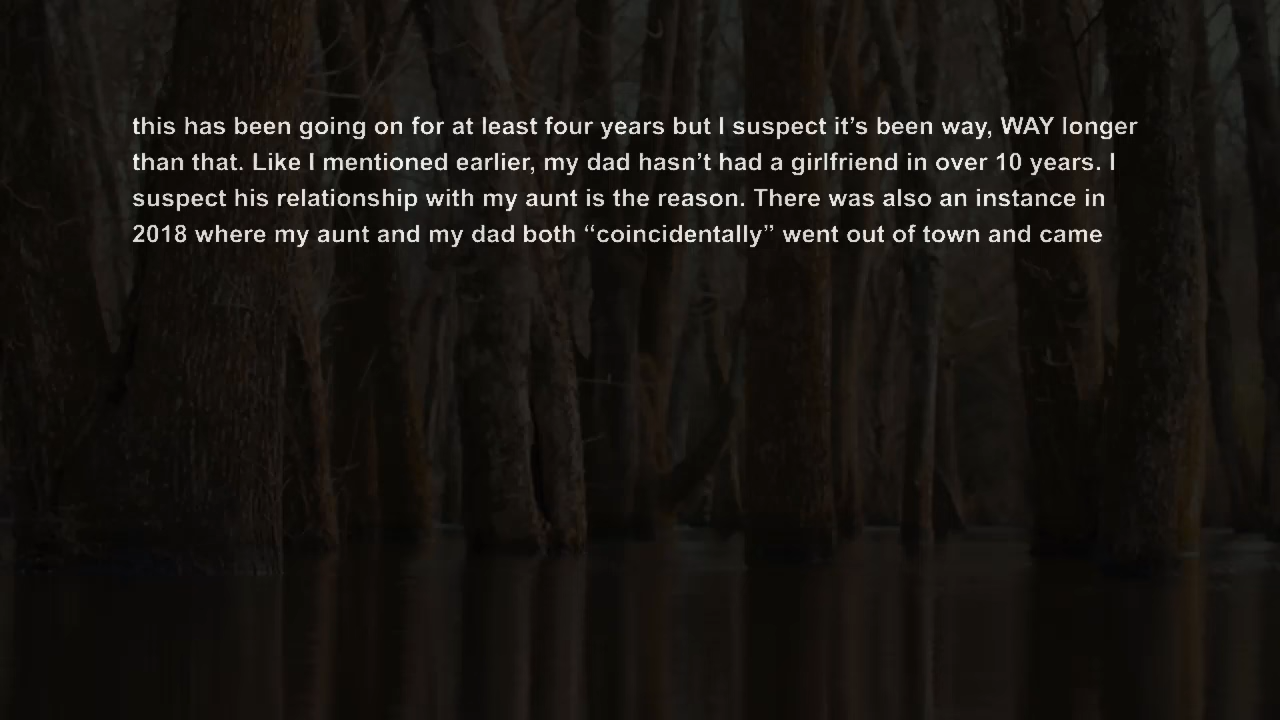 this has been going on for at least four years but I suspect it’s been way, WAY longer
than that. Like I mentioned earlier, my dad hasn’t had a girlfriend in over 10 years. I
suspect his relationship with my aunt is the reason. There was also an instance in
2018 where my aunt and my dad both “coincidentally” went out of town and came